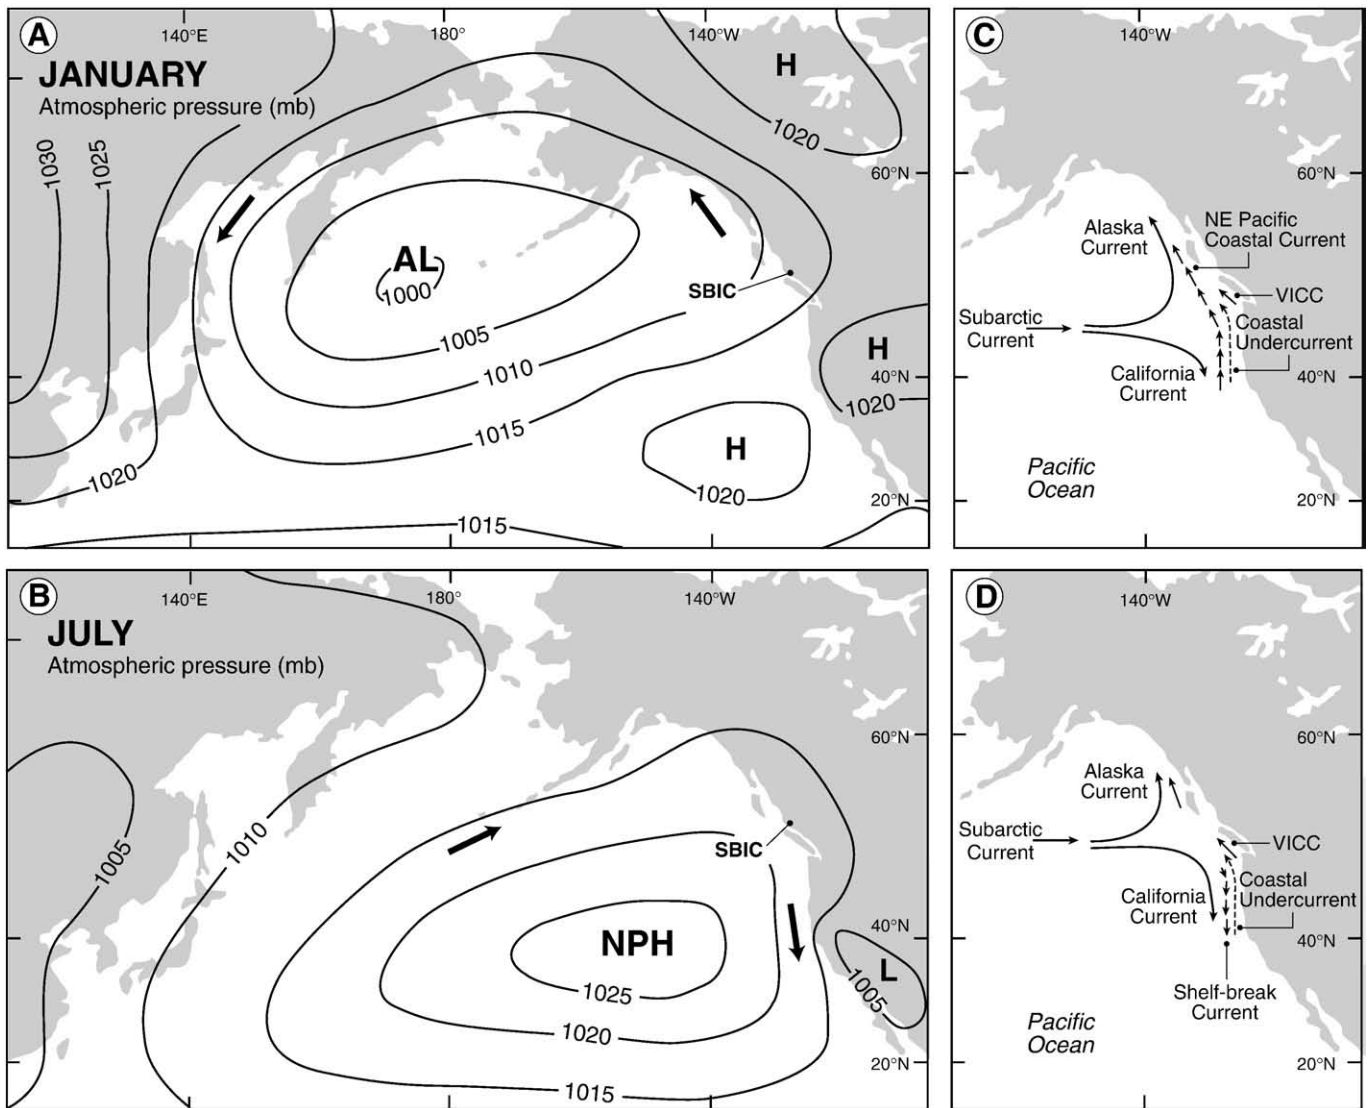 A
JANUARY
Atmospheric pressure (mb)
140°E
180°
140°W
60°N
40°N
20°N
1030
1025
1020
1015
1020
H
AL
1000
1005
1010
1015
SBIC
H
1020
H
1020
B
JULY
Atmospheric pressure (mb)
140°E
180°
140°W
60°N
40°N
20°N
1005
1010
SBIC
NPH
1025
1020
1015
L
1005
C
140°W
60°N
40°N
20°N
Alaska
Current
NE Pacific
Coastal Current
VICC
Subarctic
Current
Coastal
Undercurrent
California
Current
Pacific
Ocean
D
140°W
60°N
40°N
20°N
Alaska
Current
Subarctic
Current
VICC
Coastal
Undercurrent
California
Current
Shelf-break
Current
Pacific
Ocean